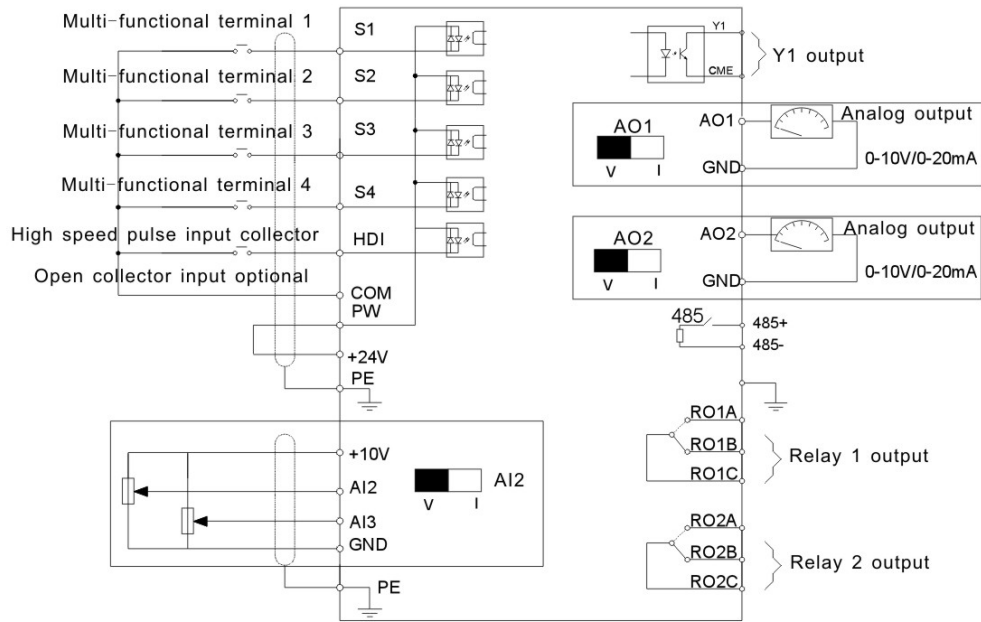 Multi-functional terminal 1
S1
Multi-functional terminal 2
S2
Multi-functional terminal 3
S3
Multi-functional terminal 4
S4
High speed pulse input collector
HDI
Open collector input optional
COM
PW
+24V
PE
+10V
AI2
AI3
GND
V I
AI2
PE
Y1
CME
Y1 output
AO1
V I
AO1
GND
Analog output
0-10V/0-20mA
AO2
V I
AO2
GND
Analog output
0-10V/0-20mA
485
485+
485-
RO1A
RO1B
RO1C
Relay 1 output
RO2A
RO2B
RO2C
Relay 2 output